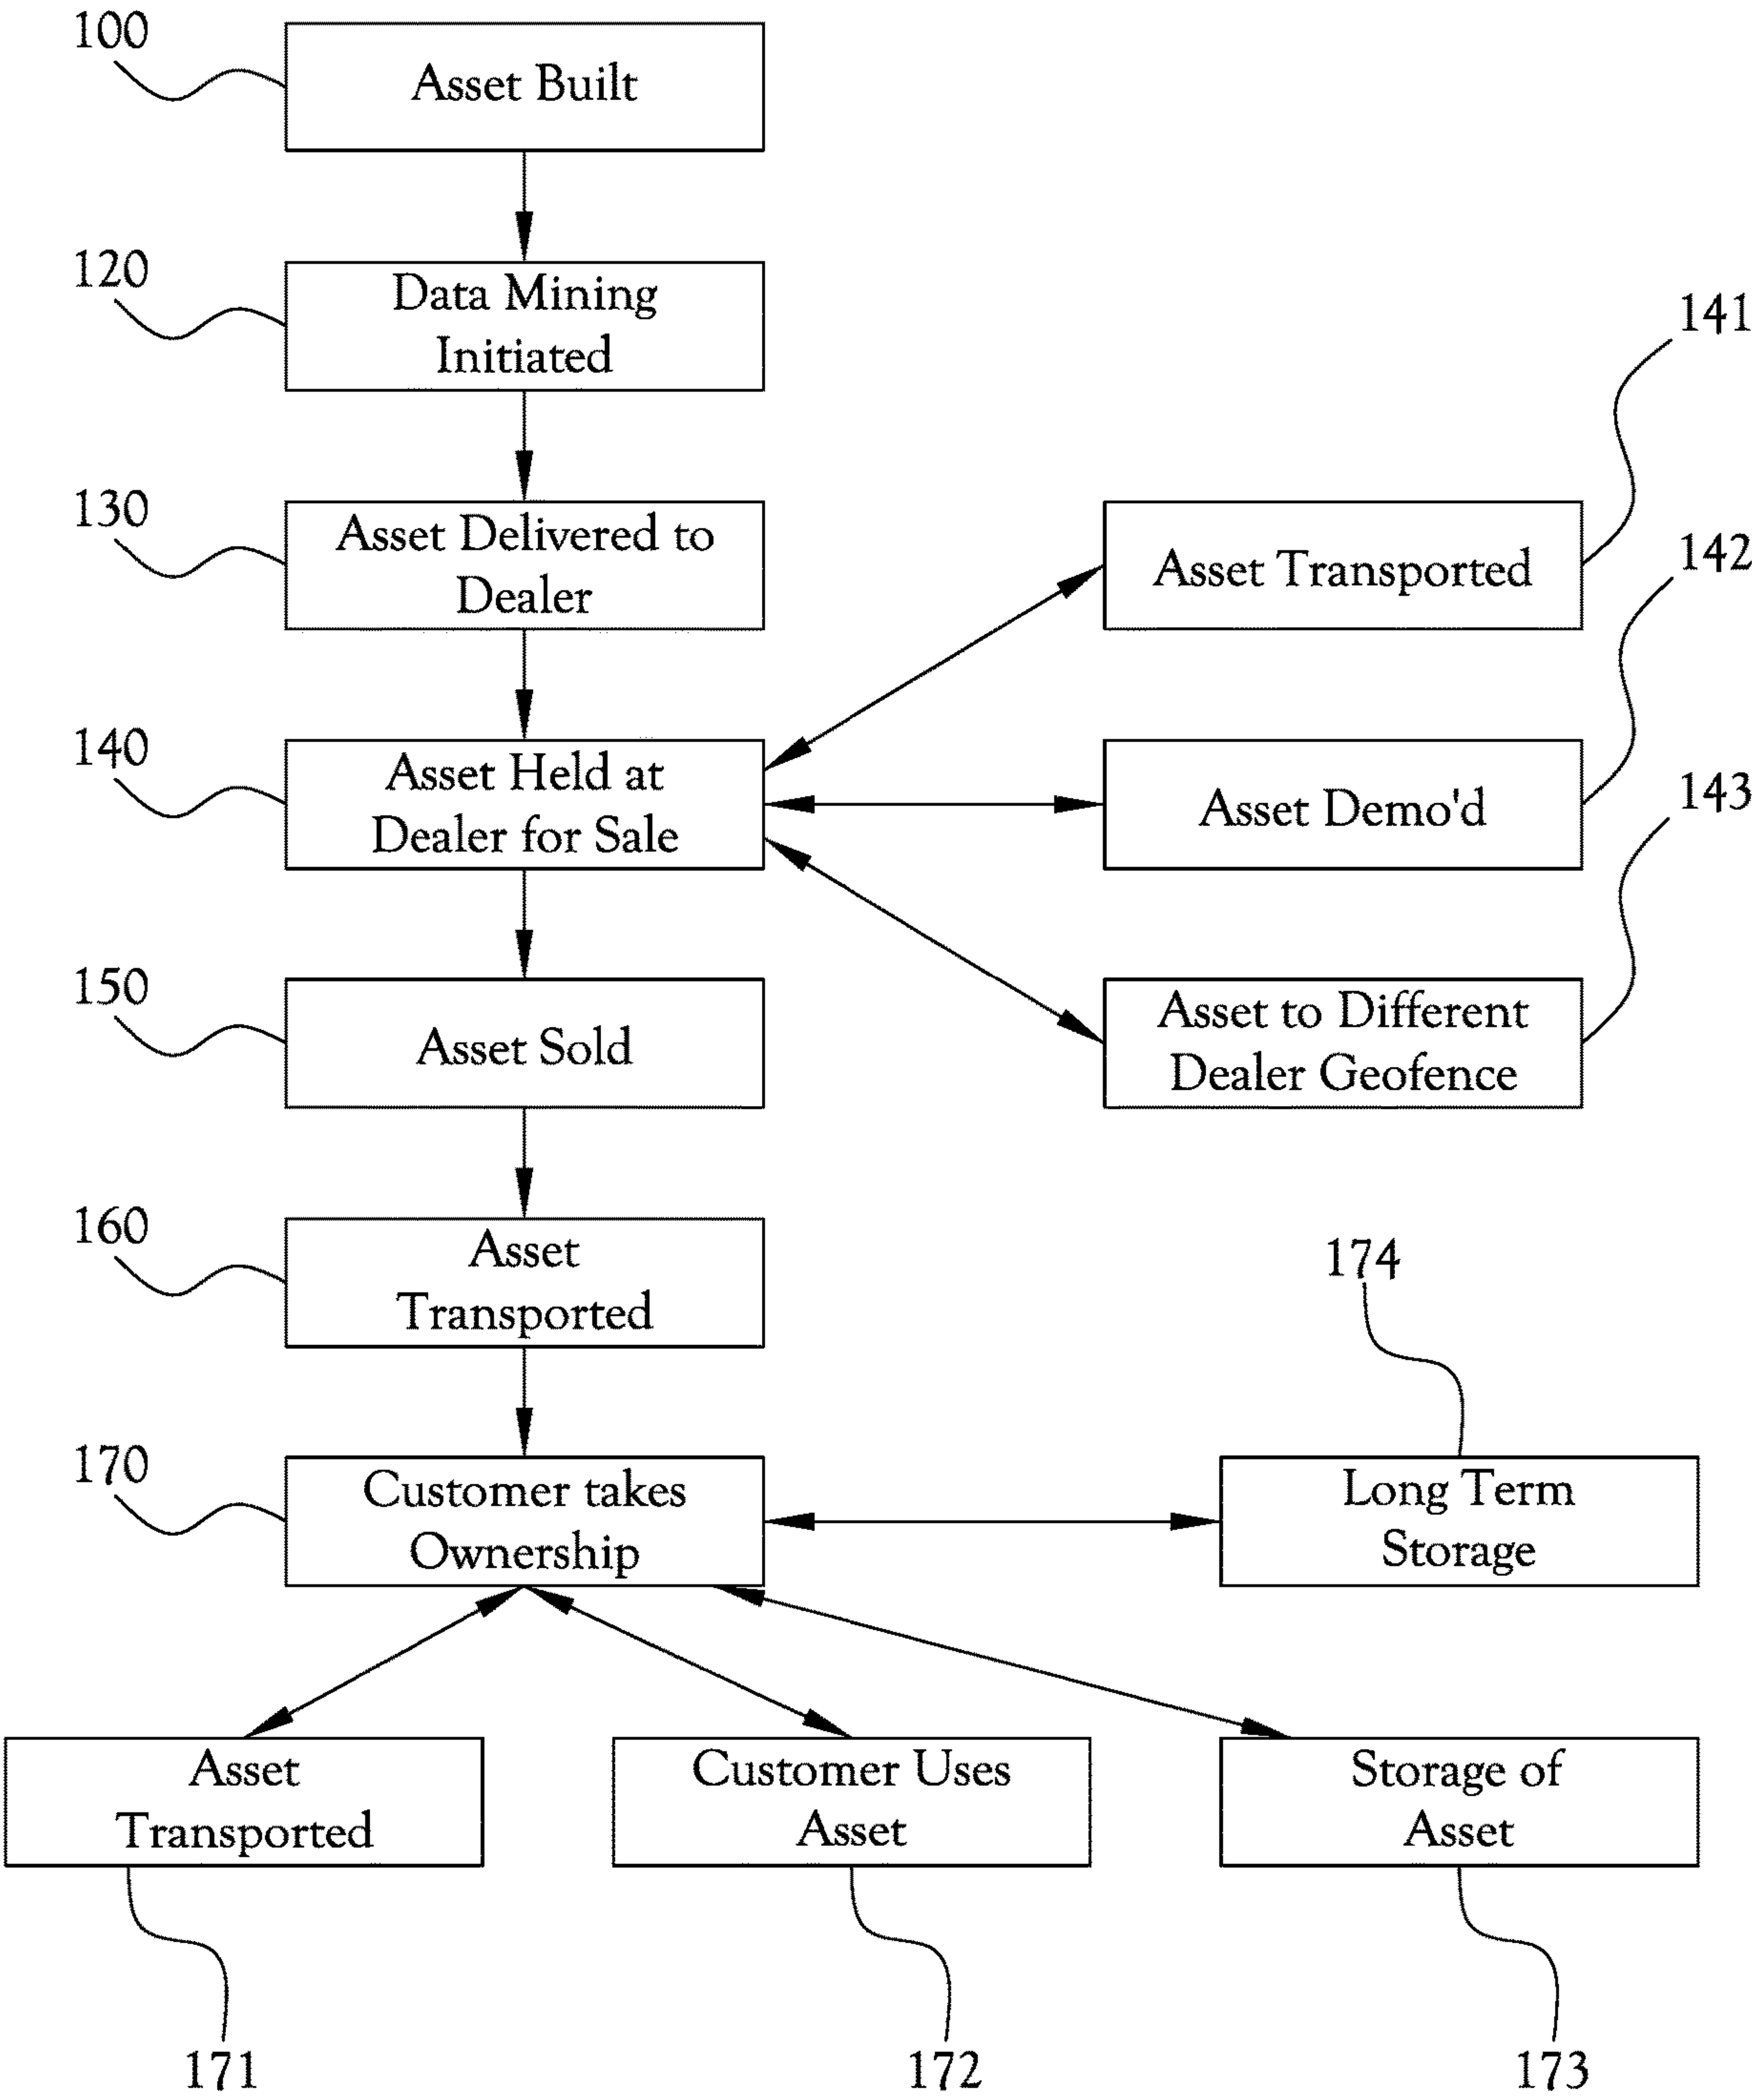 100
Asset Built
120
Data Mining
Initiated
141
130
Asset Delivered to
Dealer
Asset Transported
142
140
Asset Held at
Dealer for Sale
Asset Demo'd
143
150
Asset Sold
Asset to Different
Dealer Geofence
160
Asset
Transported
174
170
Customer takes
Ownership
Long Term
Storage
Asset
Transported
Customer Uses
Asset
Storage of
Asset
171
172
173